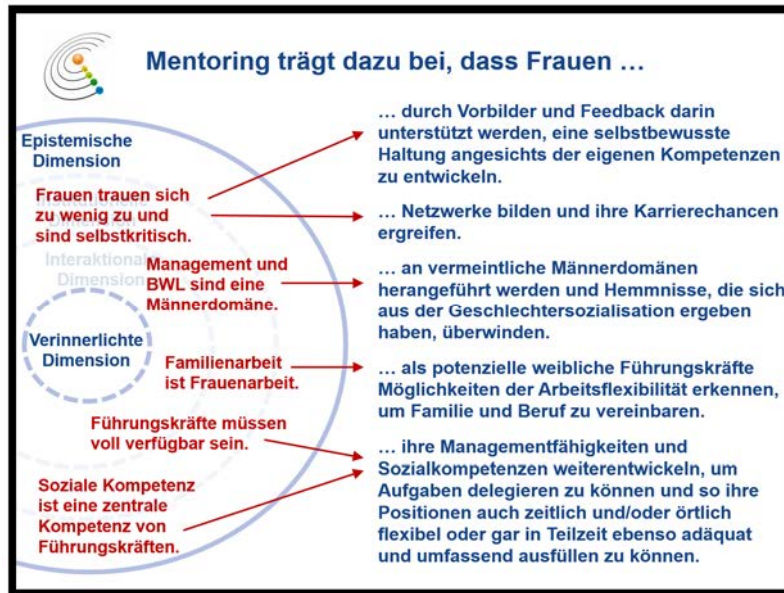 Mentoring trägt dazu bei, dass Frauen …
Epistemische
Dimension
Institutionelle
Dimension
Frauen trauen sich
zu wenig zu und
sind selbstkritisch.
Interaktionale
Dimension
Management und
BWL sind eine
Männerdomäne.
Verinnerlichte
Dimension
Familienarbeit
ist Frauenarbeit.
Führungskräfte müssen
voll verfügbar sein.
Soziale Kompetenz
ist eine zentrale
Kompetenz von
Führungskräften.
… durch Vorbilder und Feedback darin
unterstützt werden, eine selbstbewusste
Haltung angesichts der eigenen Kompetenzen
zu entwickeln.
… Netzwerke bilden und ihre Karrierechancen
ergreifen.
… an vermeintliche Männerdomänen
herangeführt werden und Hemmnisse, die sich
aus der Geschlechtersozialisation ergeben
haben, überwinden.
… als potenzielle weibliche Führungskräfte
Möglichkeiten der Arbeitsflexibilität erkennen,
um Familie und Beruf zu vereinbaren.
… ihre Managementfähigkeiten und
Sozialkompetenzen weiterentwickeln, um
Aufgaben delegieren zu können und so ihre
Positionen auch zeitlich und/oder örtlich
flexibel oder gar in Teilzeit ebenso adäquat
und umfassend ausfüllen zu können.